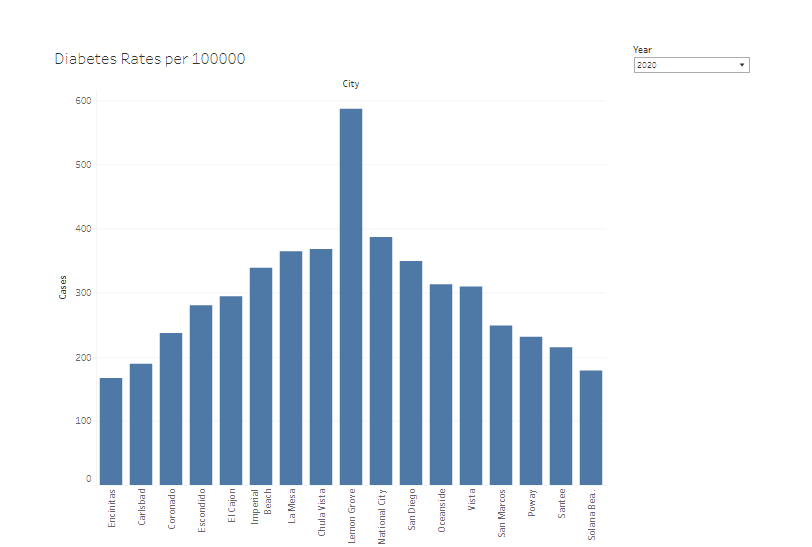 Diabetes Rates per 100000
Year
2020
City
600
500
400
300
200
100
0
Cases
Encinitas
Carlsbad
Coronado
Escondido
El Cajon
Imperial
Beach
La Mesa
Chula Vista
Lemon Grove
National City
San Diego
Oceanside
Vista
San Marcos
Poway
Santee
Solana Bea..